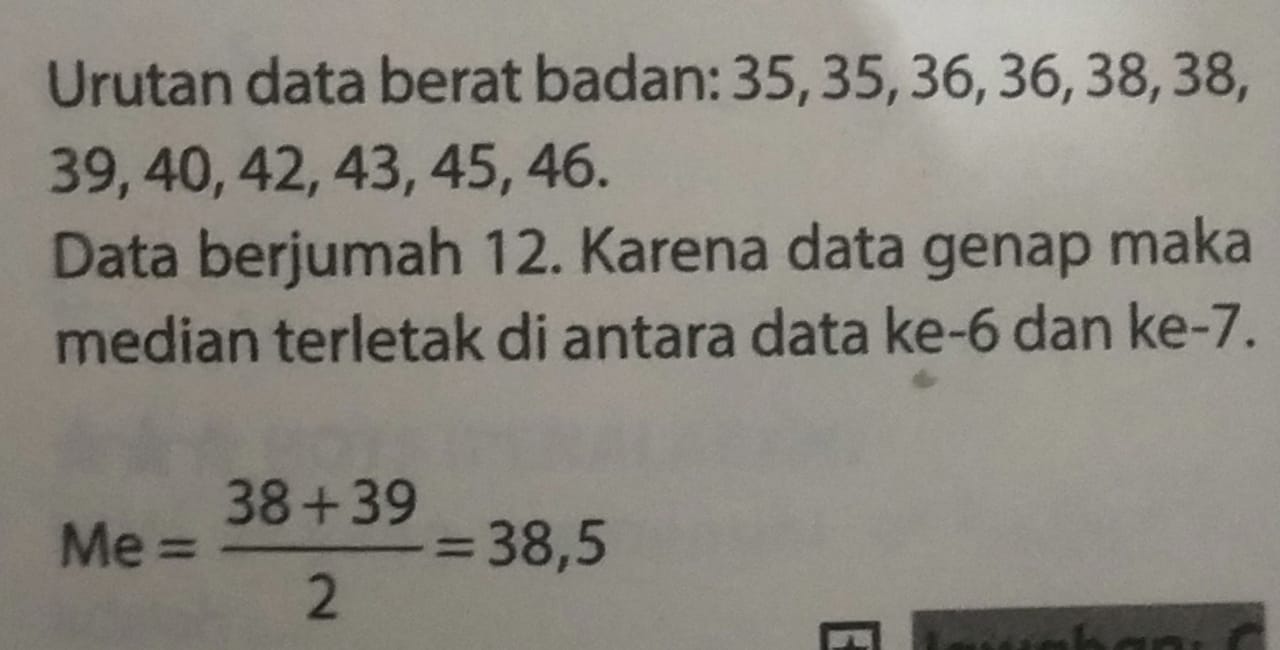 Urutan data berat badan: 35, 35, 36, 36, 38, 38,
39, 40, 42, 43, 45, 46.
Data berjumah 12. Karena data genap maka
median terletak di antara data ke-6 dan ke-7.
Me = (38 + 39)/2 = 38,5